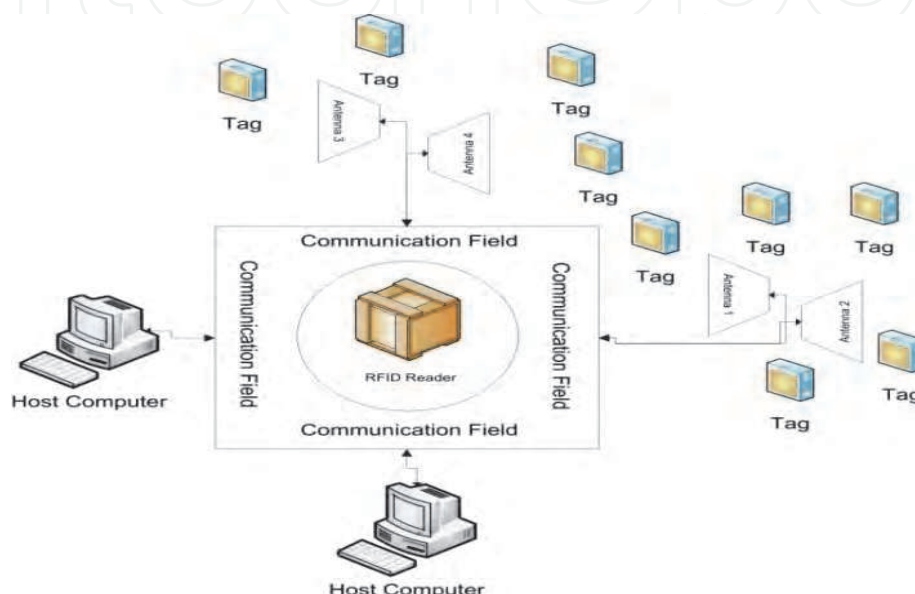 Tag
Tag
Tag
Antenna 3
Antenna 4
Tag
Tag
Tag
Tag
Communication Field
Communication Field
Communication Field
RFID Reader
Communication Field
Antenna 1
Antenna 2
Tag
Tag
Host Computer
Host Computer